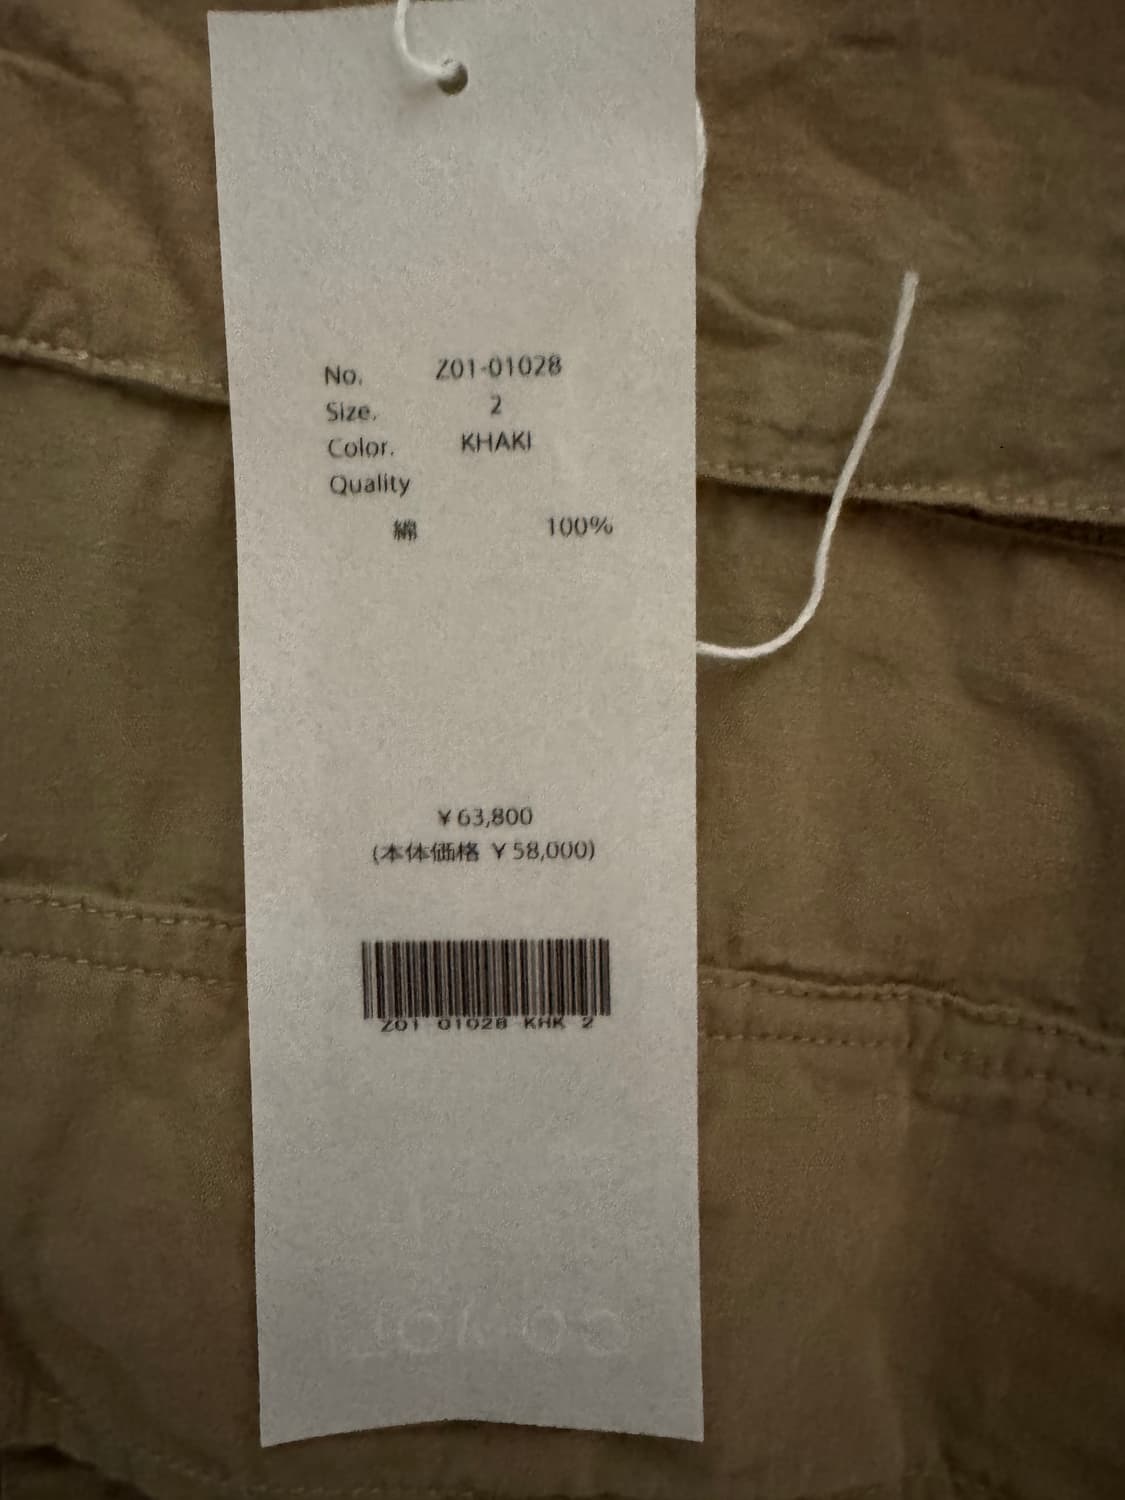 No. Z01-01028
Size. 2
Color. KHAKI
Quality
綿 100%
¥63,800
(本体価格 ¥58,000)
Z01 01028 KHK 2